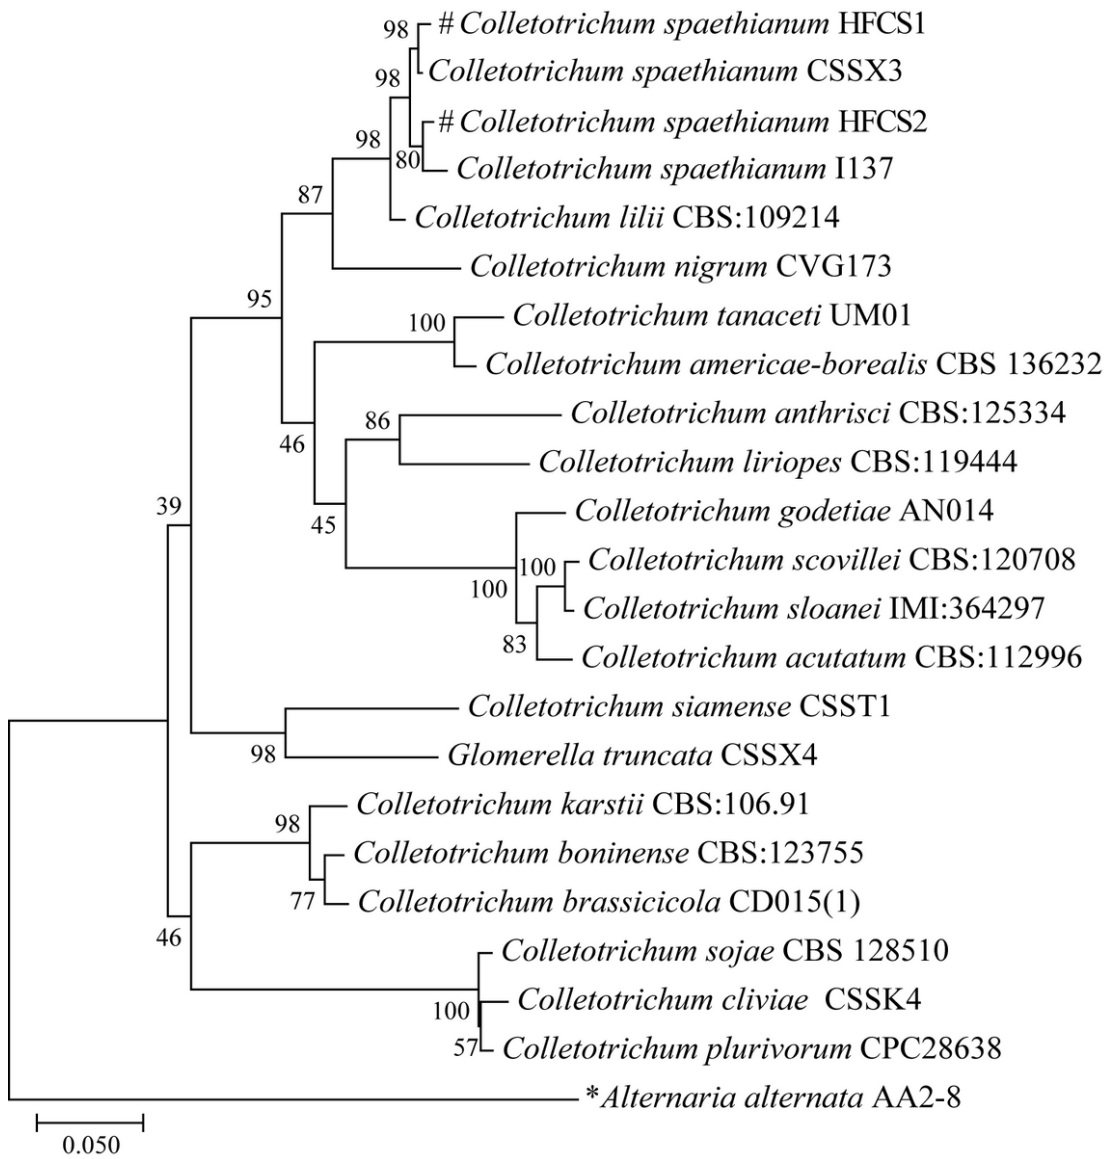 98
# Colletotrichum spaethianum HFCS1
98
Colletotrichum spaethianum CSSX3
98
# Colletotrichum spaethianum HFCS2
80
Colletotrichum spaethianum I137
87
Colletotrichum lilii CBS:109214
Colletotrichum nigrum CVG173
95
100
Colletotrichum tanaceti UM01
Colletotrichum americae-borealis CBS 136232
46
86
Colletotrichum anthrisci CBS:125334
Colletotrichum liriopes CBS:119444
39
45
Colletotrichum godetiae AN014
100
100
Colletotrichum scovillei CBS:120708
Colletotrichum sloanei IMI:364297
83
Colletotrichum acutatum CBS:112996
Colletotrichum siamense CSST1
98
Glomerella truncata CSSX4
98
Colletotrichum karstii CBS:106.91
Colletotrichum boninense CBS:123755
77
Colletotrichum brassicicola CD015(1)
46
Colletotrichum sojae CBS 128510
100
Colletotrichum cliviae CSSK4
57
Colletotrichum plurivorum CPC28638
*Alternaria alternata AA2-8
0.050